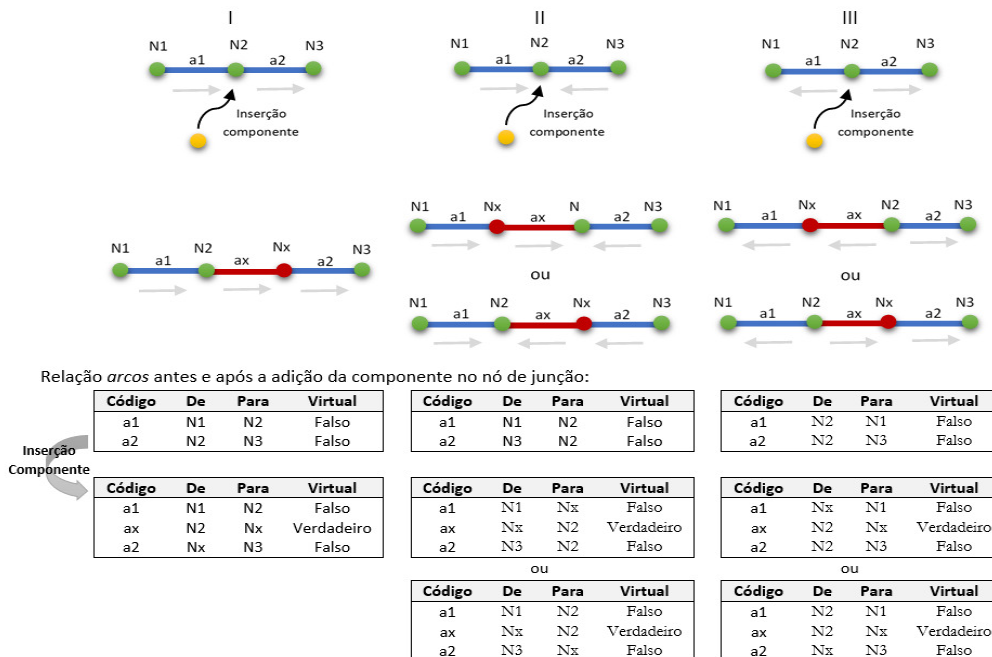 I II III
N1 N2 N3 N1 N2 N3 N1 N2 N3
a1 a2 a1 a2 a1 a2
Inserção Inserção Inserção
componente componente componente
N1 Nx N N3 N1 Nx N2 N3
a1 ax a2 a1 ax a2
N1 N2 Nx N3
a1 ax a2
ou ou
N1 N2 Nx N3 N1 N2 Nx N3
a1 ax a2 a1 ax a2
Relação arcos antes e após a adição da componente no nó de junção:
Código De Para Virtual Código De Para Virtual Código De Para Virtual
a1 N1 N2 Falso a1 N1 N2 Falso a1 N2 N1 Falso
a2 N2 N3 Falso a2 N3 N2 Falso a2 N2 N3 Falso
Inserção
Componente
Código De Para Virtual Código De Para Virtual Código De Para Virtual
a1 N1 N2 Falso a1 N1 Nx Falso a1 Nx N1 Falso
ax N2 Nx Verdadeiro ax Nx N2 Verdadeiro ax N2 Nx Verdadeiro
a2 Nx N3 Falso a2 N3 N2 Falso a2 N2 N3 Falso
ou ou
Código De Para Virtual Código De Para Virtual
a1 N1 N2 Falso a1 N2 N1 Falso
ax Nx N2 Verdadeiro ax N2 Nx Verdadeiro
a2 N3 Nx Falso a2 Nx N3 Falso